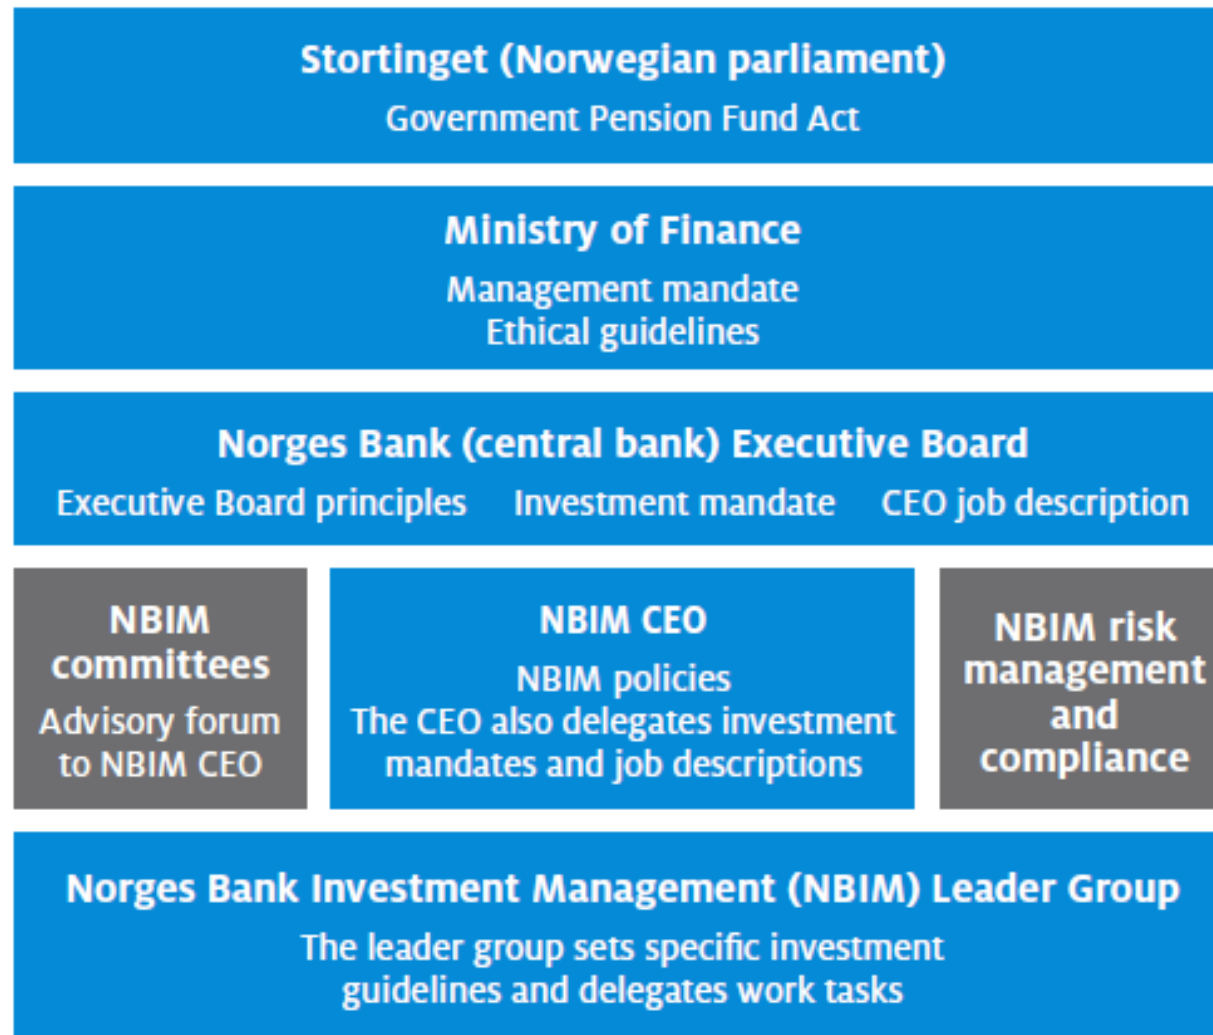 Stortinget (Norwegian parliament)
Government Pension Fund Act
Ministry of Finance
Management mandate
Ethical guidelines
Norges Bank (central bank) Executive Board
Executive Board principles Investment mandate CEO job description
NBIM
committees
Advisory forum
to NBIM CEO
NBIM CEO
NBIM policies
The CEO also delegates investment
mandates and job descriptions
NBIM risk
management
and
compliance
Norges Bank Investment Management (NBIM) Leader Group
The leader group sets specific investment
guidelines and delegates work tasks